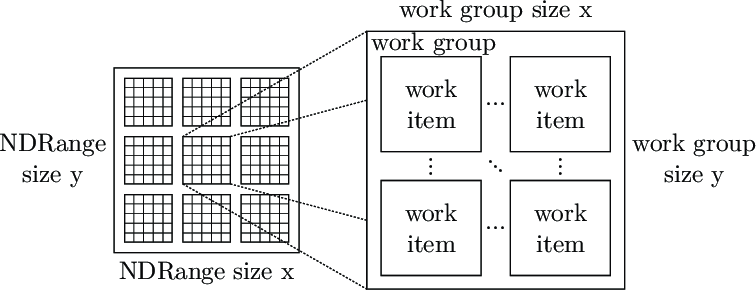 work group size x
work group
work
item
...
work
item
NDRange
size y
work group
size y
work
item
...
work
item
NDRange size x